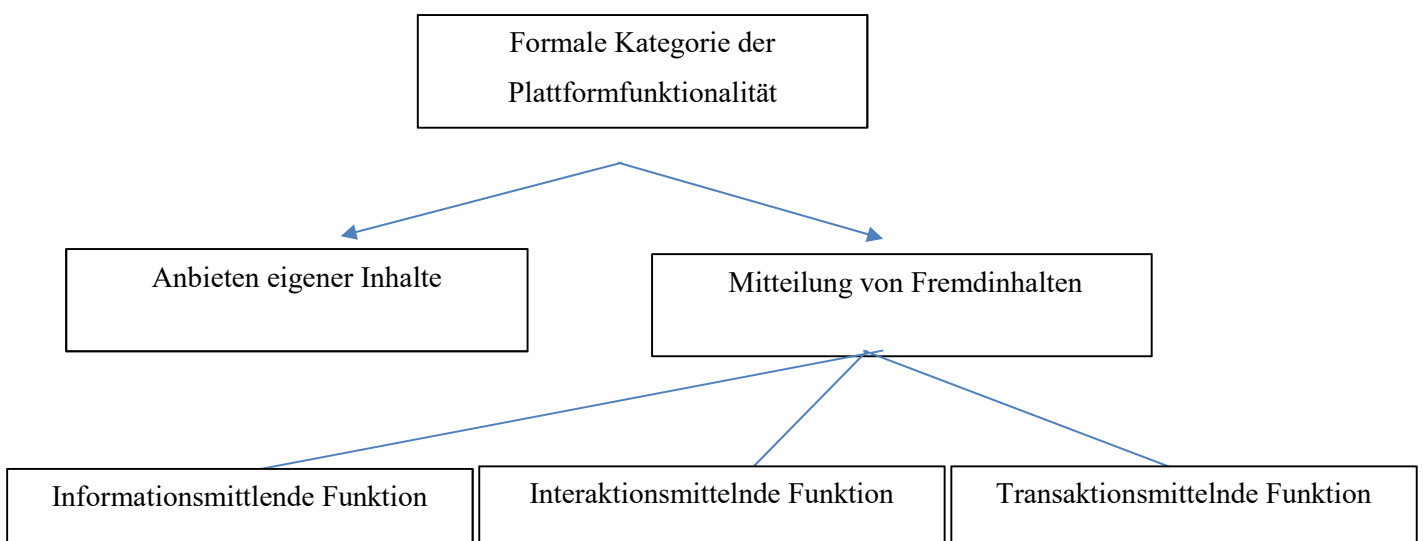 Formale Kategorie der
Plattformfunktionalität
Anbieten eigener Inhalte
Mitteilung von Fremdinhalten
Informationsmittlende Funktion
Interaktionsmittelnde Funktion
Transaktionsmittelnde Funktion